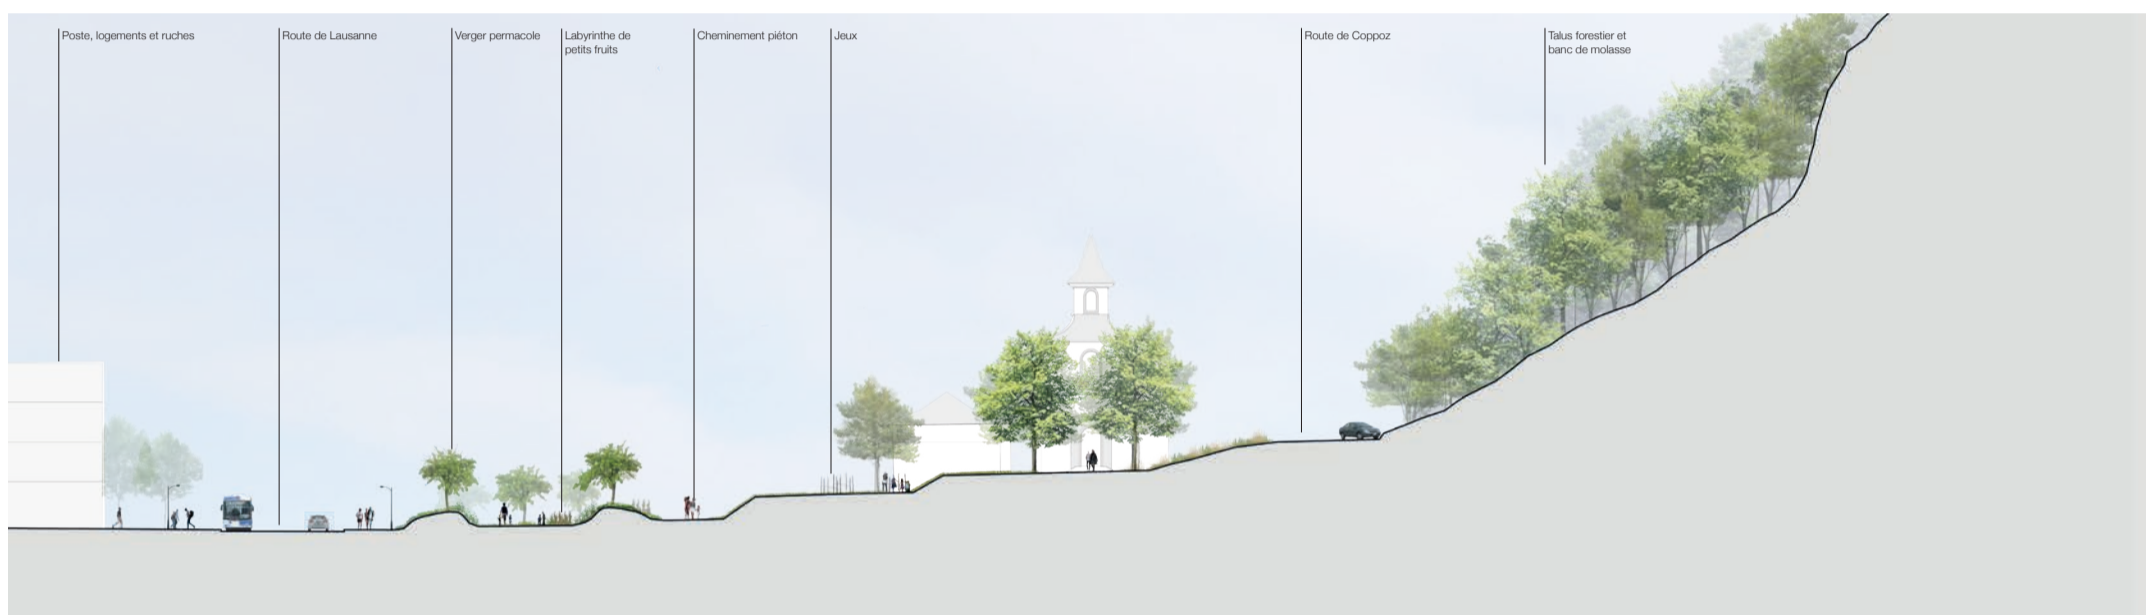 Poste, logements et ruches
Route de Lausanne
Verger permacole
Labyrinthe de
petits fruits
Cheminement piéton
Jeux
Route de Coppoz
Talus forestier et
banc de molasse